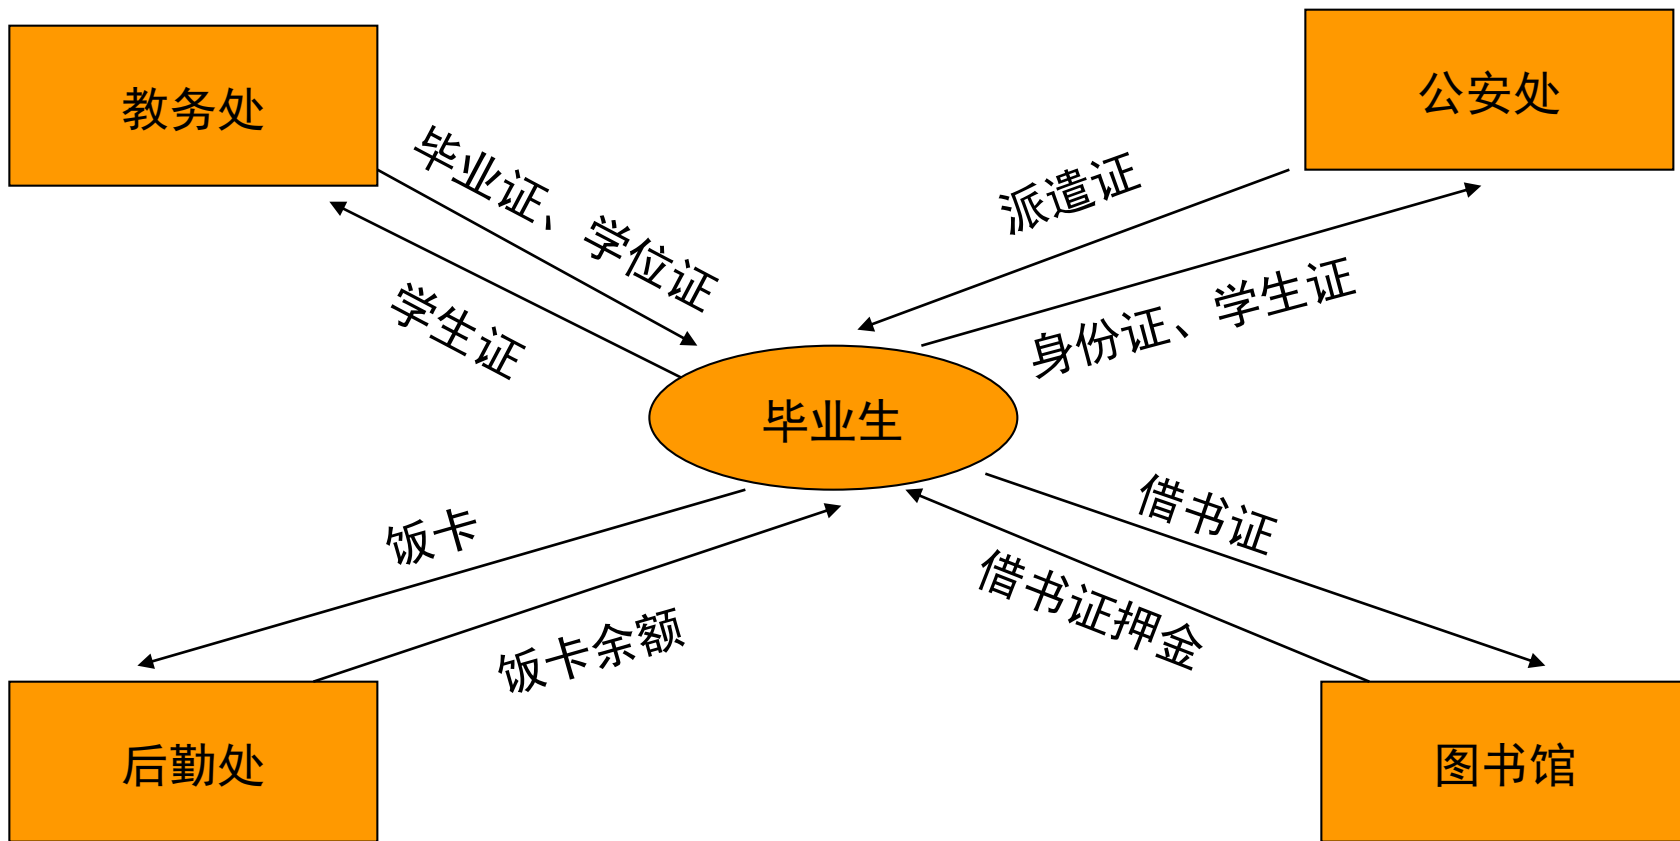 教务处
公安处
毕业证、学位证
派遣证
学生证
身份证、学生证
毕业生
饭卡
借书证
饭卡余额
借书证押金
后勤处
图书馆